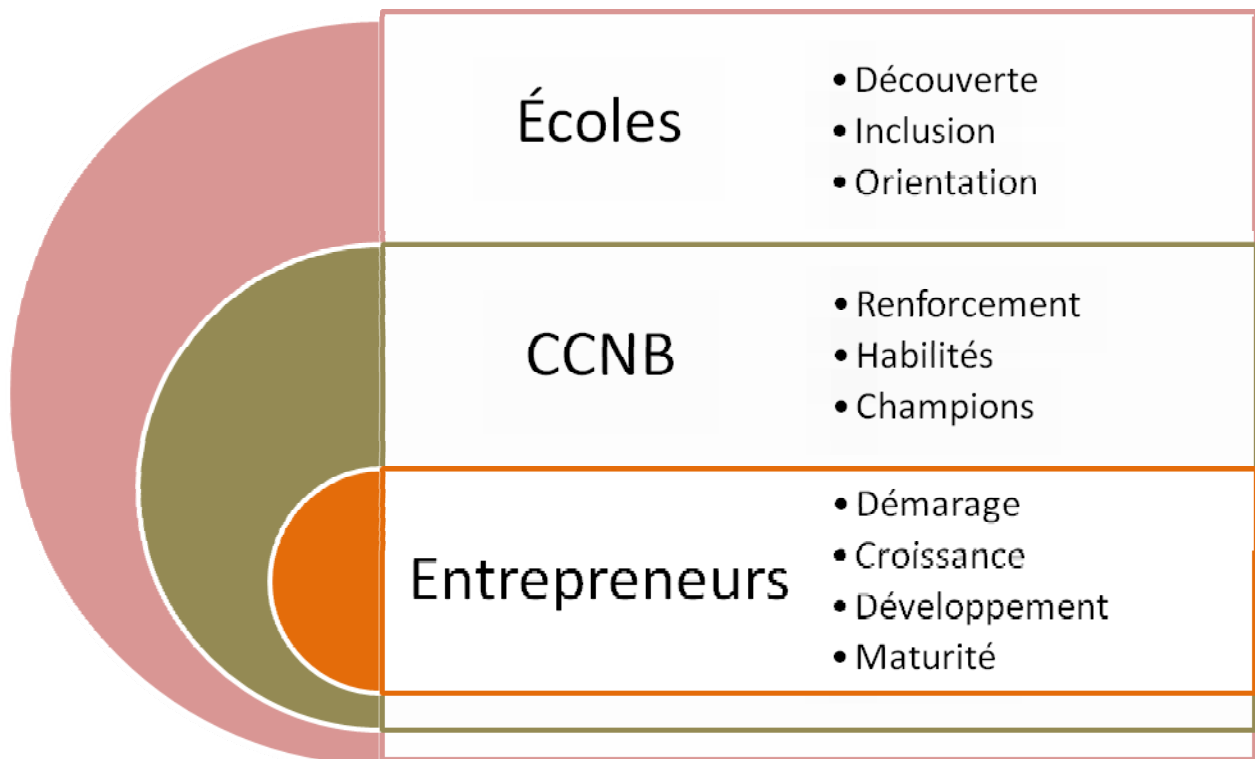 Écoles
• Découverte
• Inclusion
• Orientation
CCNB
• Renforcement
• Habilités
• Champions
Entrepreneurs
• Démarage
• Croissance
• Développement
• Maturité